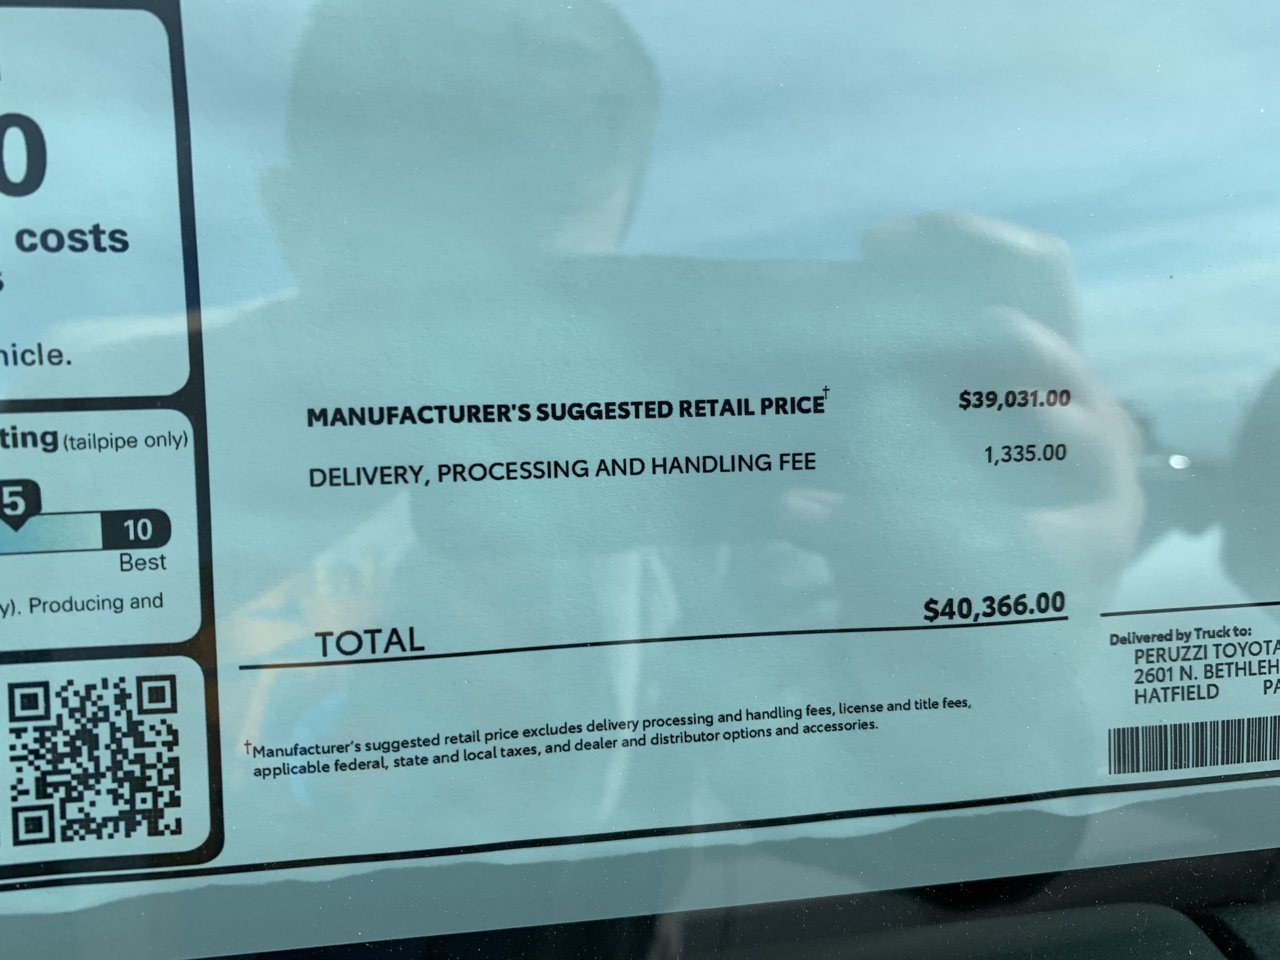 0
costs
hicle.
ting (tailpipe only)
5
10
Best
y). Producing and
MANUFACTURER'S SUGGESTED RETAIL PRICE† $39,031.00
DELIVERY, PROCESSING AND HANDLING FEE 1,335.00
TOTAL $40,366.00
†Manufacturer's suggested retail price excludes delivery processing and handling fees, license and title fees,
applicable federal, state and local taxes, and dealer and distributor options and accessories.
Delivered by Truck to:
PERUZZI TOYOTA
2601 N. BETHLEH
HATFIELD PA